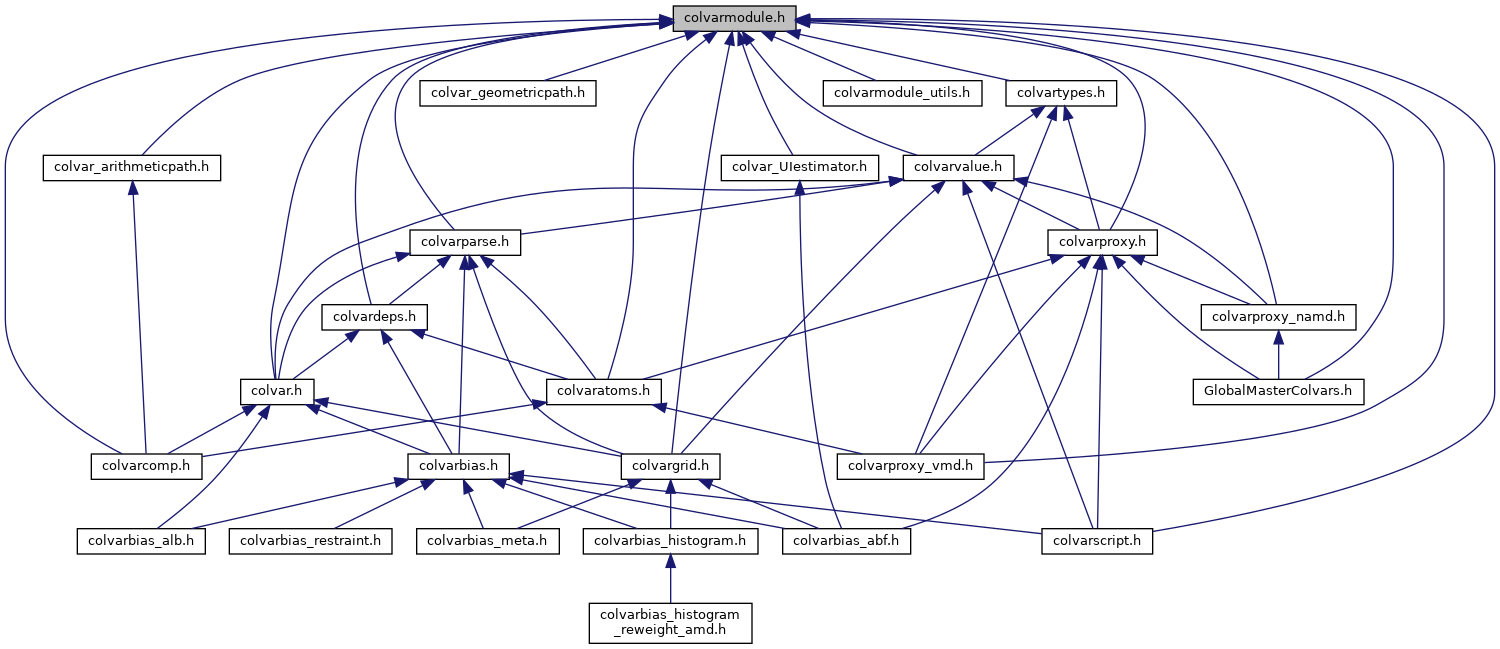 colvarmodule.h
colvar_geometricpath.h
colvarmodule_utils.h
colvartypes.h
colvar_arithmeticpath.h
colvar_UIestimator.h
colvarvalue.h
colvarparse.h
colvarproxy.h
colvardeps.h
colvarproxy_namd.h
colvar.h
colvaratoms.h
GlobalMasterColvars.h
colvarcomp.h
colvarbias.h
colvargrid.h
colvarproxy_vmd.h
colvarbias_alb.h
colvarbias_restraint.h
colvarbias_meta.h
colvarbias_histogram.h
colvarbias_abf.h
colvarscript.h
colvarbias_histogram
_reweight_amd.h